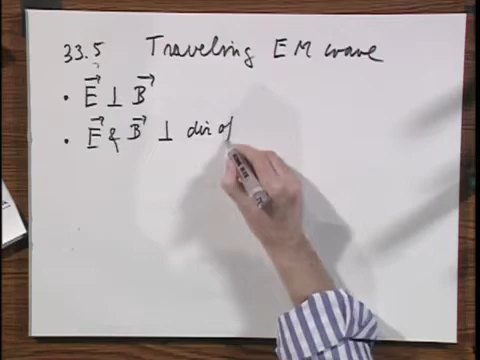 33.5 Traveling EM wave
• E⃗ ⊥ B⃗
• E⃗ & B⃗ ⊥ dir of